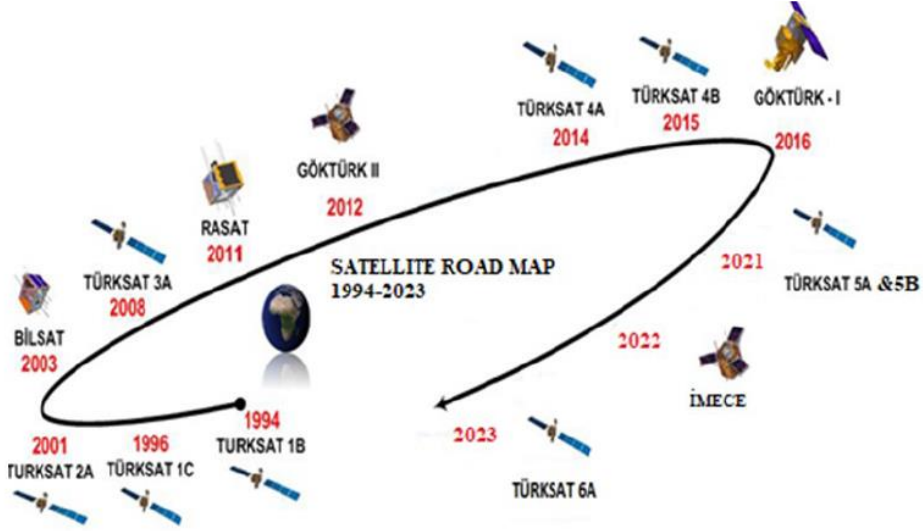 SATELLITE ROAD MAP
1994-2023
1994
TURKSAT 1B
1996
TÜRKSAT 1C
2001
TURKSAT 2A
BİLSAT
2003
TÜRKSAT 3A
2008
RASAT
2011
GÖKTÜRK II
2012
TÜRKSAT 4A
2014
TÜRKSAT 4B
2015
GÖKTÜRK - I
2016
2021
TÜRKSAT 5A &5B
2022
İMECE
2023
TÜRKSAT 6A